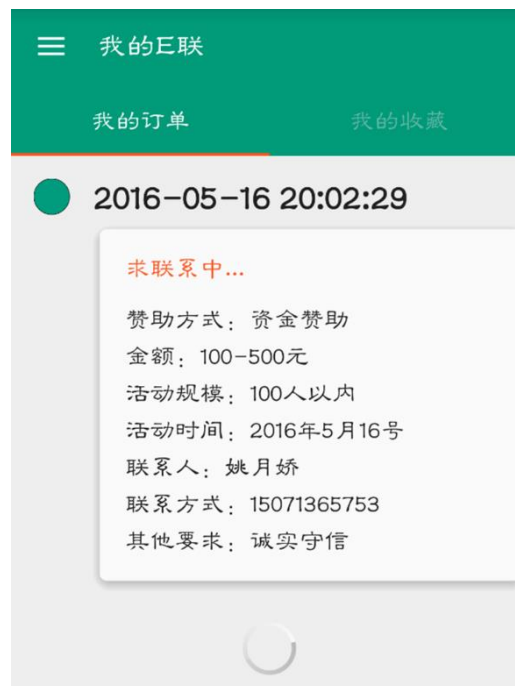 我的E联
我的订单
我的收藏
2016-05-16 20:02:29
求联系中...
赞助方式：资金赞助
金额：100-500元
活动规模：100人以内
活动时间：2016年5月16号
联系人：姚月娇
联系方式：15071365753
其他要求：诚实守信